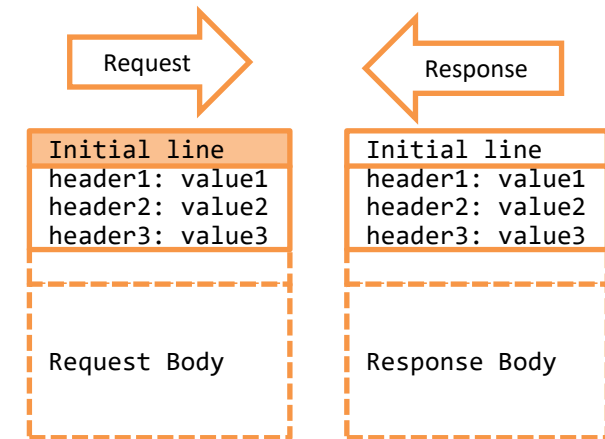 Request
Response
Initial line
header1: value1
header2: value2
header3: value3
Request Body
Initial line
header1: value1
header2: value2
header3: value3
Response Body